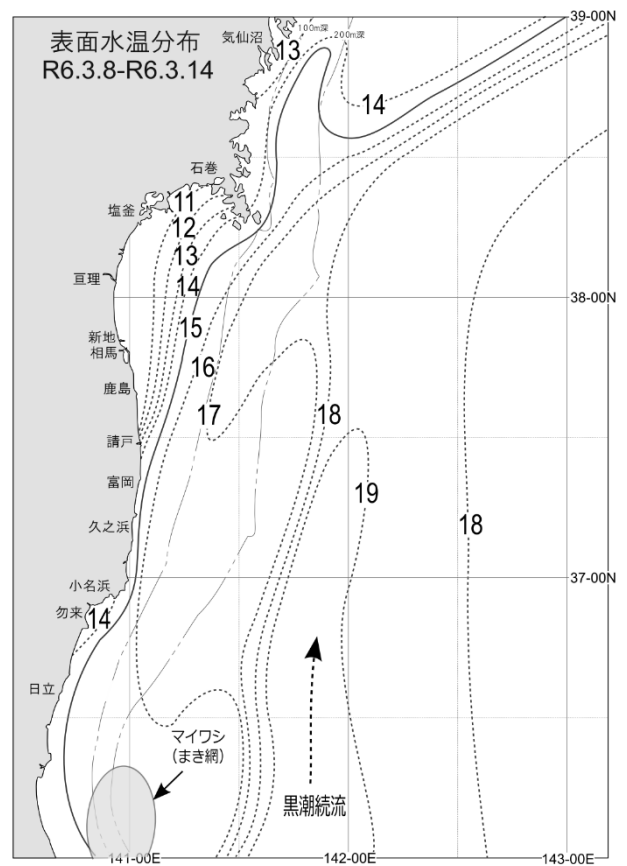 表面水温分布
R6.3.8-R6.3.14
気仙沼
100m深
200m深
39-00N
13
14
石巻
塩釜
11
12
13
14
亘理
38-00N
15
新地
相馬
16
鹿島
17
18
請戸
19
富岡
18
久之浜
37-00N
小名浜
勿来
14
日立
マイワシ
(まき網)
黒潮続流
141-00E
142-00E
143-00E